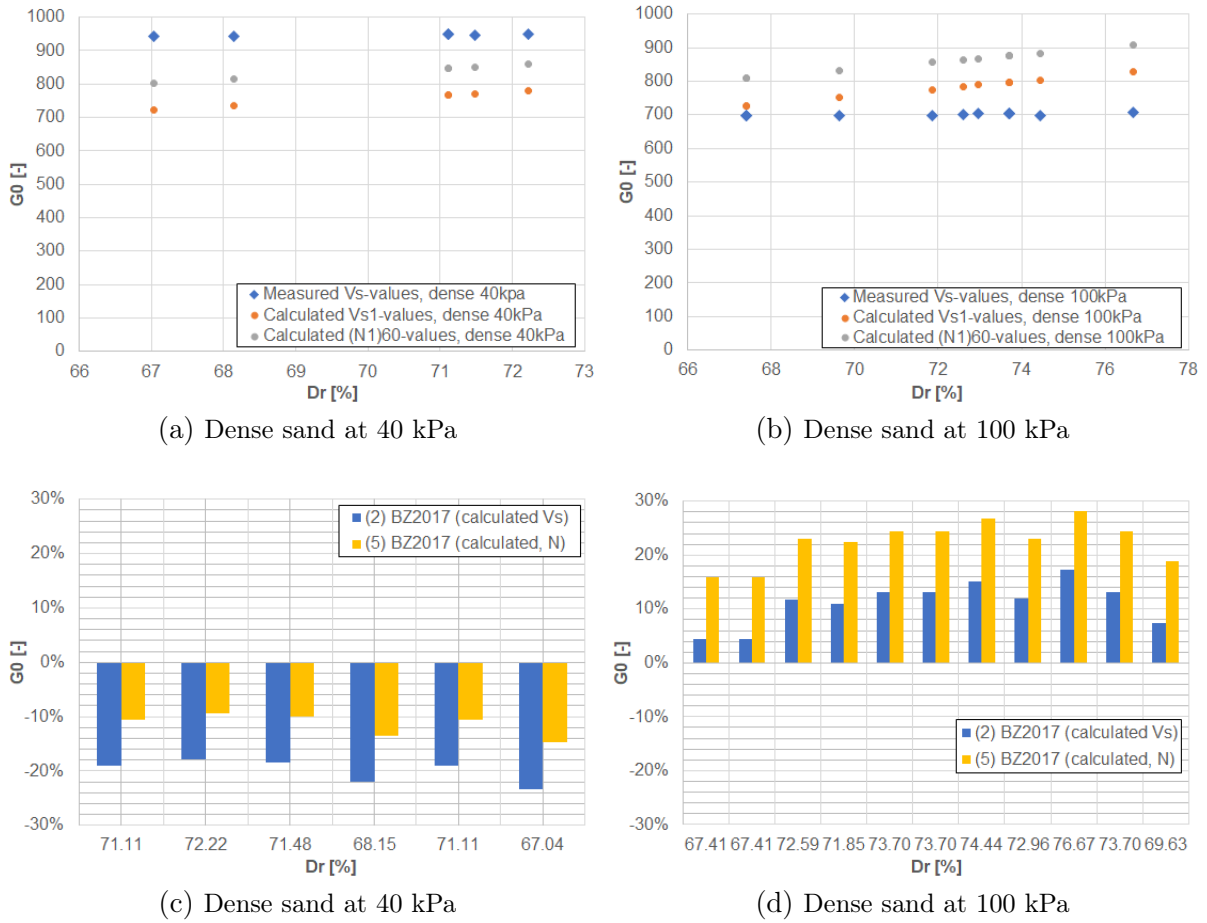 1000
900
800
700
600
500
400
300
200
100
0
G0 [-]
Measured Vs-values, dense 40kpa
Calculated Vs1-values, dense 40kPa
Calculated (N1)60-values, dense 40kPa
66 67 68 69 70 71 72 73
Dr [%]
(a) Dense sand at 40 kPa
1000
900
800
700
600
500
400
300
200
100
0
G0 [-]
Measured Vs-values, dense 100kPa
Calculated Vs1-values, dense 100kPa
Calculated (N1)60-values, dense 100kPa
66 68 70 72 74 76 78
Dr [%]
(b) Dense sand at 100 kPa
30%
20%
10%
0%
-10%
-20%
-30%
G0 [-]
(2) BZ2017 (calculated Vs)
(5) BZ2017 (calculated, N)
71.11 72.22 71.48 68.15 71.11 67.04
Dr [%]
(c) Dense sand at 40 kPa
30%
20%
10%
0%
-10%
-20%
-30%
G0 [-]
(2) BZ2017 (calculated Vs)
(5) BZ2017 (calculated, N)
67.41 67.41 72.59 71.85 73.70 73.70 74.44 72.96 76.67 73.70 69.63
Dr [%]
(d) Dense sand at 100 kPa